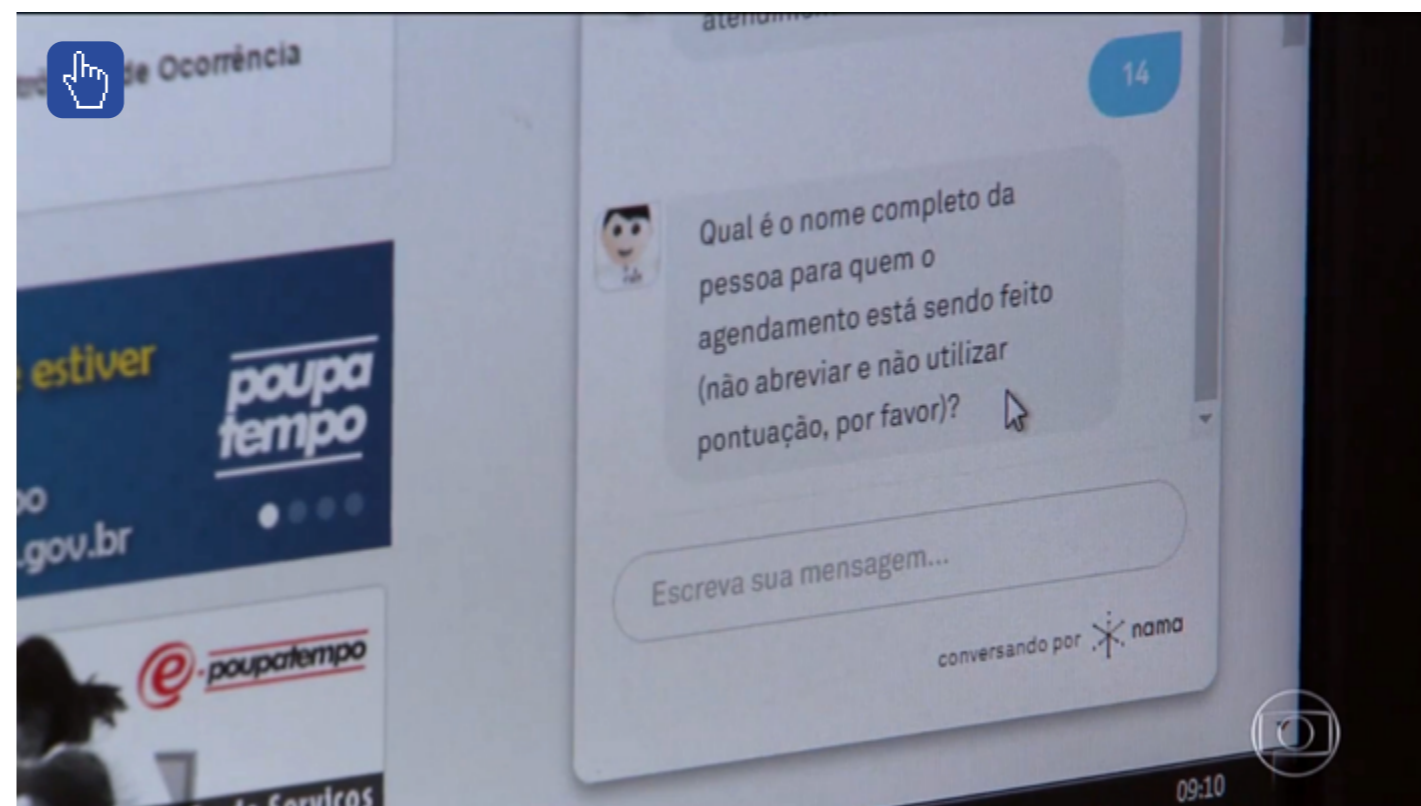 de Ocorrência
estiver
poupa
tempo
.gov.br
e-poupatempo
Serviços
14
Qual é o nome completo da
pessoa para quem o
agendamento está sendo feito
(não abreviar e não utilizar
pontuação, por favor)?
Escreva sua mensagem...
conversando por nama
09:10